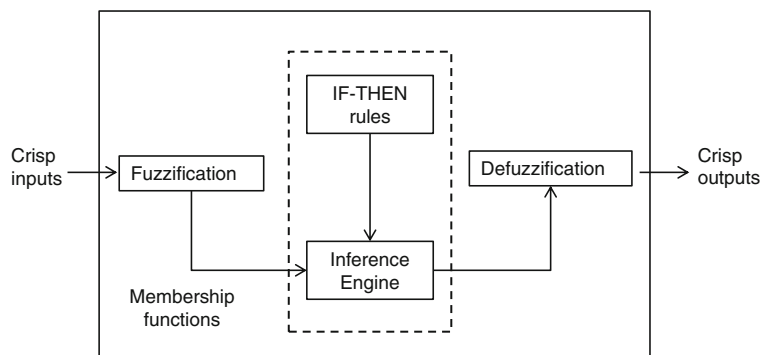 IF-THEN
rules
Crisp
inputs
Fuzzification
Defuzzification
Crisp
outputs
Inference
Engine
Membership
functions